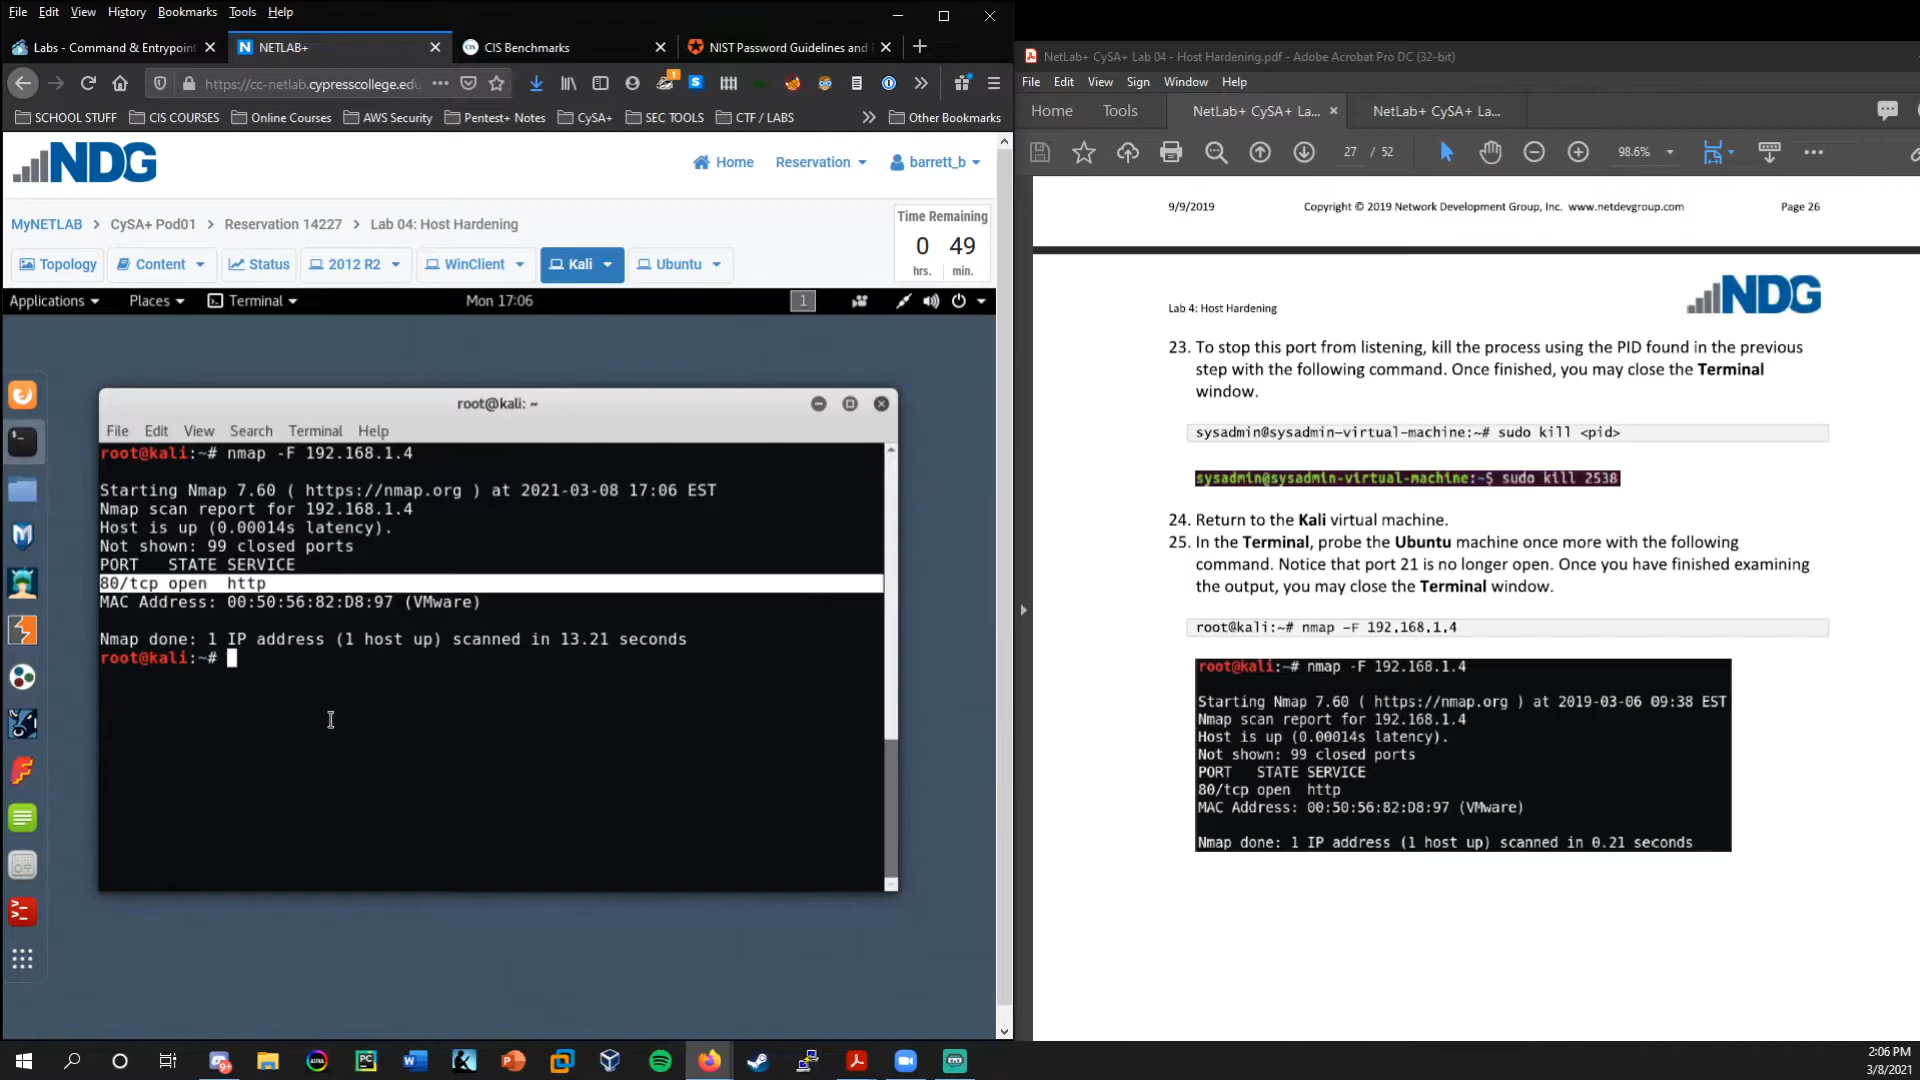 File Edit View History Bookmarks Tools Help
Labs - Command & Entrypoin
NETLAB+
CIS Benchmarks
NIST Password Guidelines and
https://cc-netlab.cypresscollege.edu
SCHOOL STUFF CIS COURSES Online Courses AWS Security Pentest+ Notes CySA+ SEC TOOLS CTF / LABS Other Bookmarks
NDG
Home Reservation barrett_b
MyNETLAB > CySA+ Pod01 > Reservation 14227 > Lab 04: Host Hardening
Time Remaining
0 49
hrs. min.
Topology Content Status 2012 R2 WinClient Kali Ubuntu
Applications Places Terminal Mon 17:06 1
root@kali: ~
File Edit View Search Terminal Help
root@kali:~# nmap -F 192.168.1.4
Starting Nmap 7.60 ( https://nmap.org ) at 2021-03-08 17:06 EST
Nmap scan report for 192.168.1.4
Host is up (0.00014s latency).
Not shown: 99 closed ports
PORT STATE SERVICE
80/tcp open http
MAC Address: 00:50:56:82:D8:97 (VMware)
Nmap done: 1 IP address (1 host up) scanned in 13.21 seconds
root@kali:~#
NetLab+ CySA+ Lab 04 - Host Hardening.pdf - Adobe Acrobat Pro DC (32-bit)
File Edit View Sign Window Help
Home Tools NetLab+ CySA+ La... NetLab+ CySA+ La...
27 / 52 98.6%
9/9/2019 Copyright © 2019 Network Development Group, Inc. www.netdevgroup.com Page 26
Lab 4: Host Hardening
NDG
23. To stop this port from listening, kill the process using the PID found in the previous
step with the following command. Once finished, you may close the Terminal
window.
sysadmin@sysadmin-virtual-machine:~# sudo kill <pid>
sysadmin@sysadmin-virtual-machine:~$ sudo kill 2538
24. Return to the Kali virtual machine.
25. In the Terminal, probe the Ubuntu machine once more with the following
command. Notice that port 21 is no longer open. Once you have finished examining
the output, you may close the Terminal window.
root@kali:~# nmap -F 192.168.1.4
root@kali:~# nmap -F 192.168.1.4
Starting Nmap 7.60 ( https://nmap.org ) at 2019-03-06 09:38 EST
Nmap scan report for 192.168.1.4
Host is up (0.00014s latency).
Not shown: 99 closed ports
PORT STATE SERVICE
80/tcp open http
MAC Address: 00:50:56:82:D8:97 (VMware)
Nmap done: 1 IP address (1 host up) scanned in 0.21 seconds
2:06 PM
3/8/2021